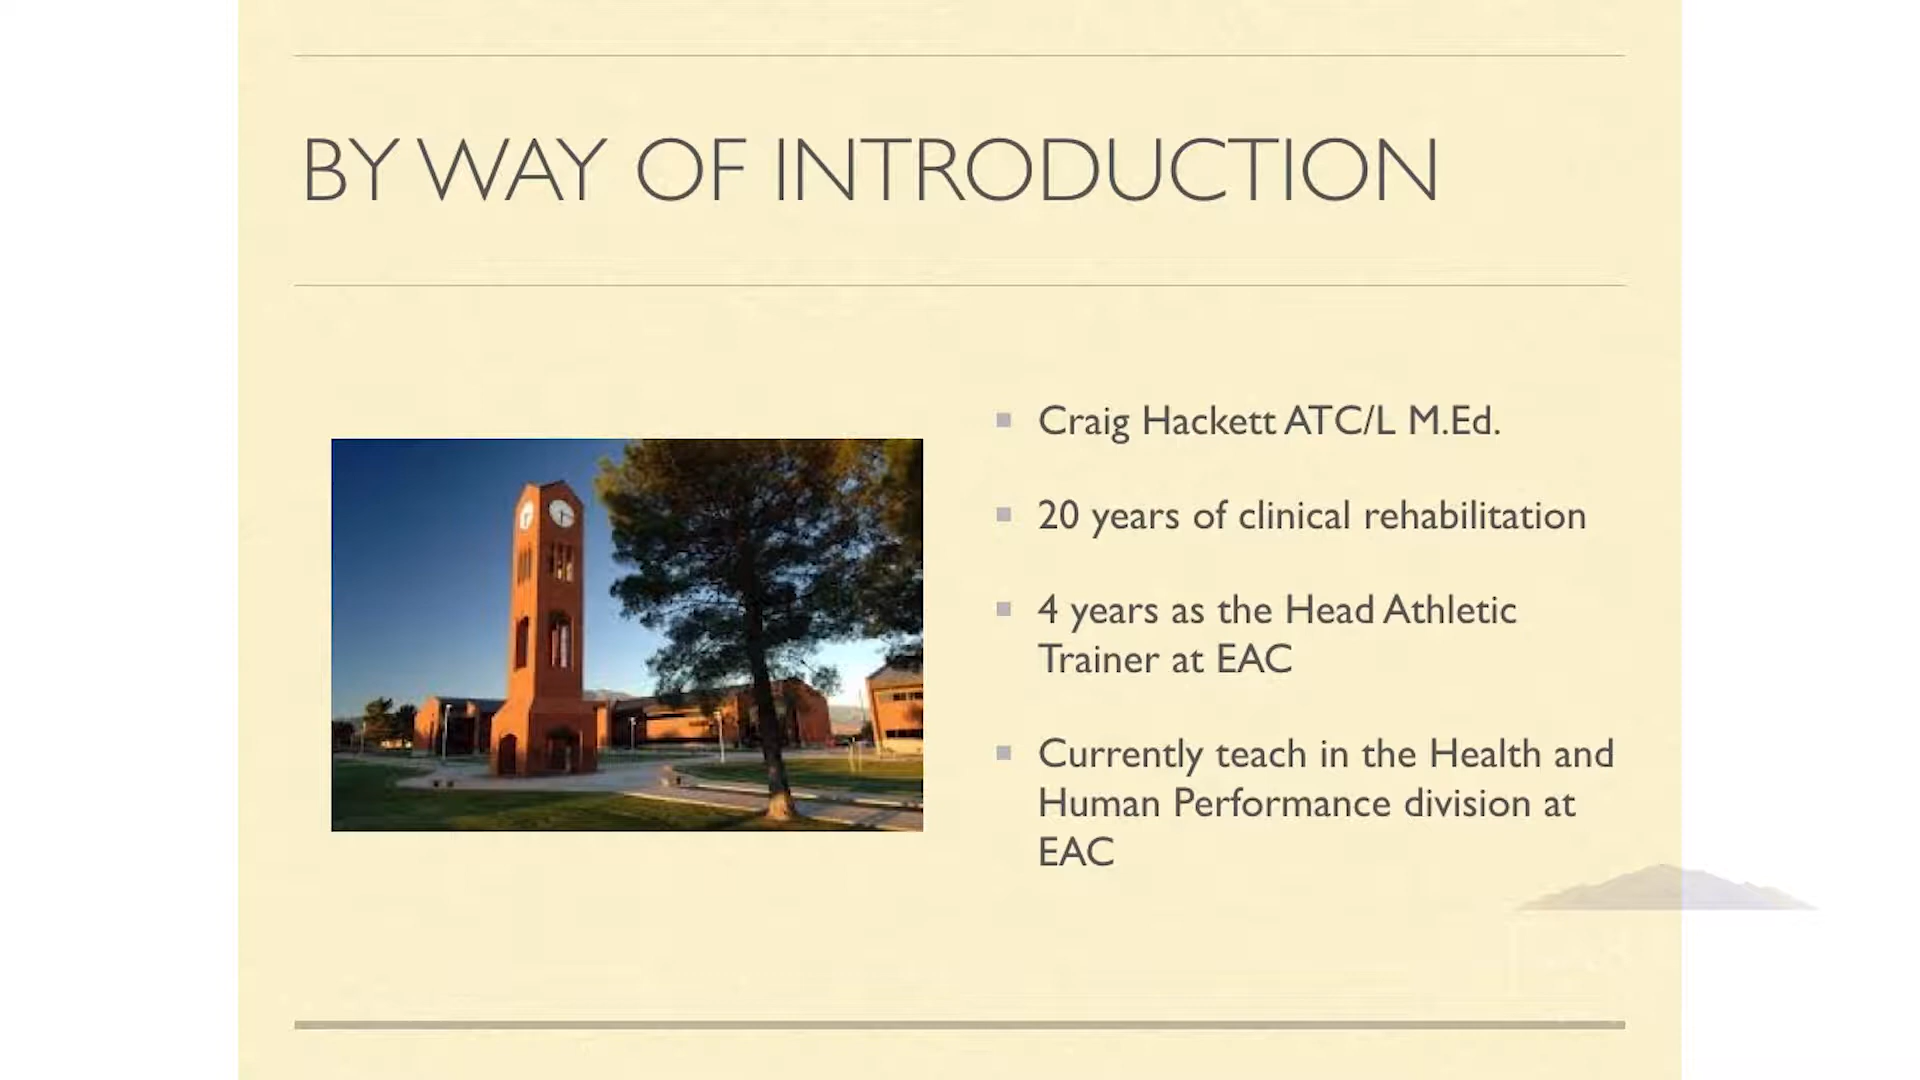 BY WAY OF INTRODUCTION
Craig Hackett ATC/L M.Ed.
20 years of clinical rehabilitation
4 years as the Head Athletic
Trainer at EAC
Currently teach in the Health and
Human Performance division at
EAC